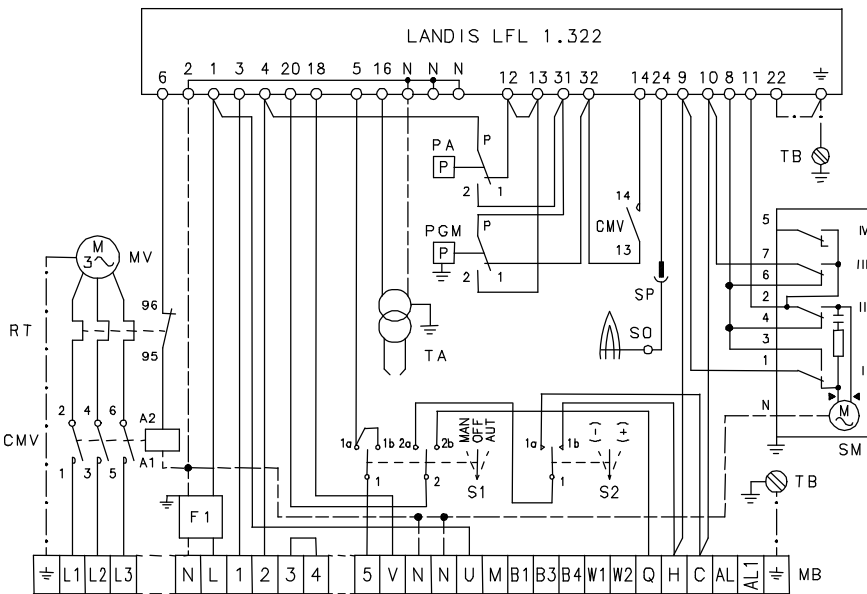 LANDIS LFL 1.322
6 2 1 3 4 20 18 5 16 N N N 12 13 31 32 14 24 9 10 8 11 22
PA
P
P
2 1
TB
14
CMV
13
5 IV
PGM
P
P
2 1
7 III
6
M
3
MV
SP
2 II
4
96
RT
95
TA
SO
3
1 I
2 4 6 A2
CMV
1 3 5 A1
N
M
SM
1a 1b 2a 2b
MAN
OFF
AUT
1a 1b
(-) (+)
1 2
S1
1
S2
TB
F1
L1 L2 L3 N L 1 2 3 4 5 V N N U M B1 B3 B4 W1 W2 Q H C AL AL1 MB